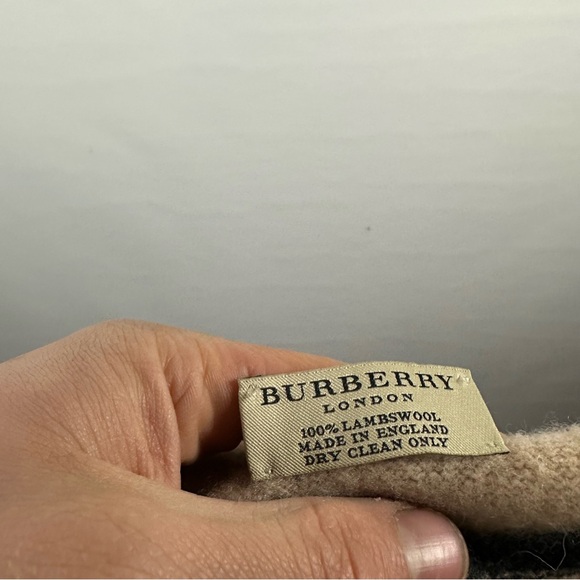 BURBERRY
LONDON
100% LAMBSWOOL
MADE IN ENGLAND
DRY CLEAN ONLY